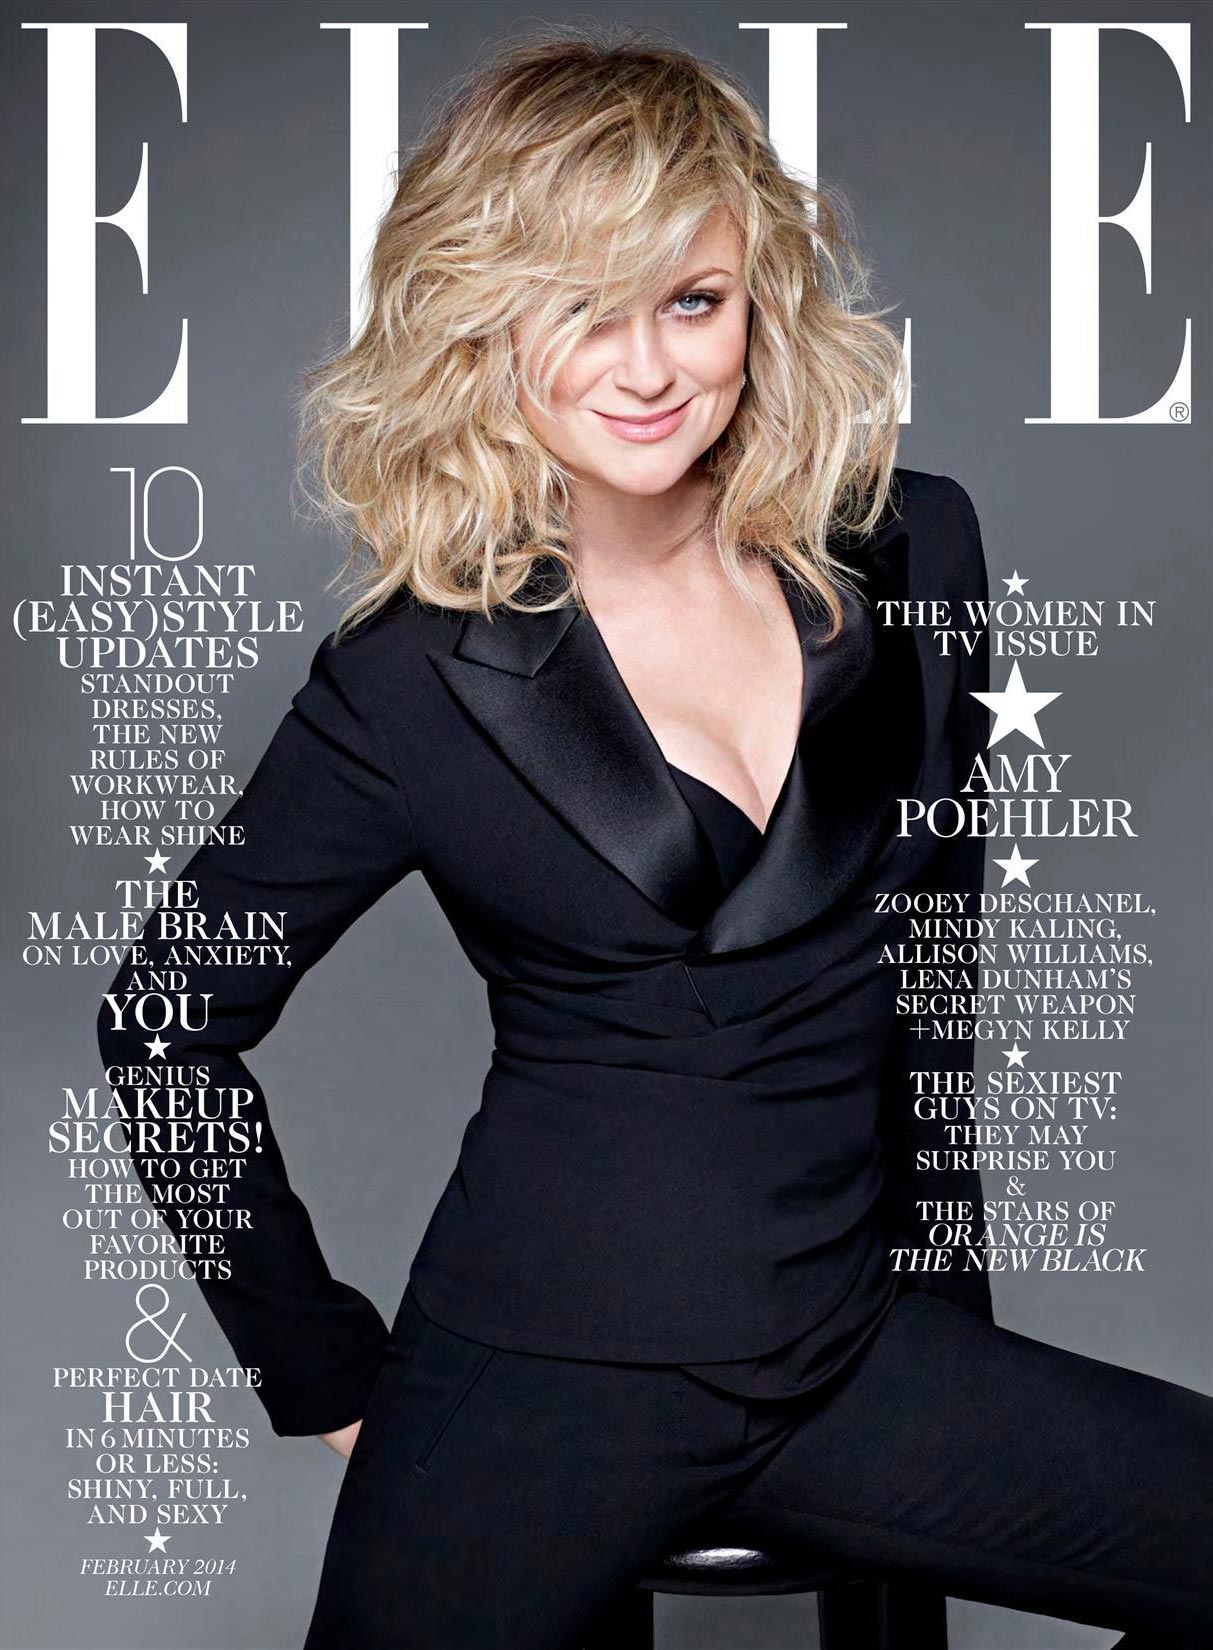 ELLE
®
10
INSTANT
(EASY) STYLE
UPDATES
STANDOUT
DRESSES,
THE NEW
RULES OF
WORKWEAR,
HOW TO
WEAR SHINE
THE
MALE BRAIN
ON LOVE, ANXIETY,
AND
YOU
GENIUS
MAKEUP
SECRETS!
HOW TO GET
THE MOST
OUT OF YOUR
FAVORITE
PRODUCTS
&
PERFECT DATE
HAIR
IN 6 MINUTES
OR LESS:
SHINY, FULL,
AND SEXY
FEBRUARY 2014
ELLE.COM
THE WOMEN IN
TV ISSUE
AMY
POEHLER
ZOOEY DESCHANEL,
MINDY KALING,
ALLISON WILLIAMS,
LENA DUNHAM'S
SECRET WEAPON
+MEGYN KELLY
THE SEXIEST
GUYS ON TV:
THEY MAY
SURPRISE YOU
&
THE STARS OF
ORANGE IS
THE NEW BLACK